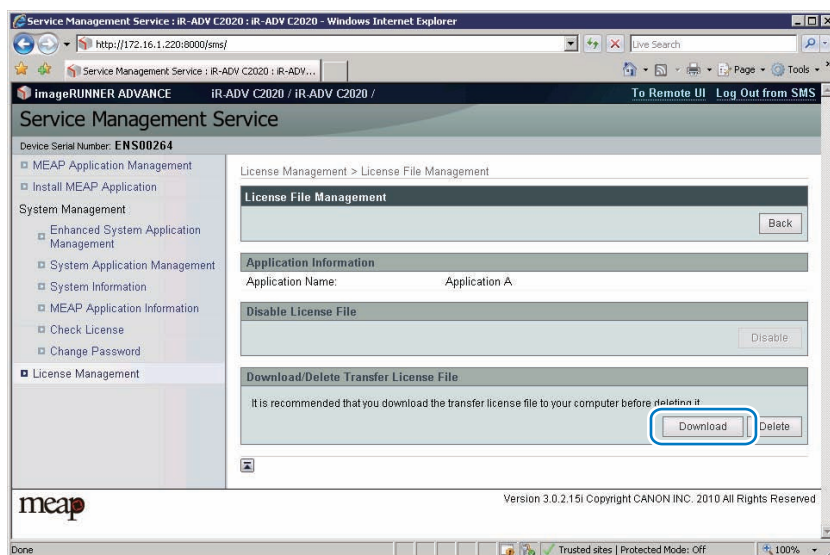 Service Management Service : iR-ADV C2020 : iR-ADV C2020 - Windows Internet Explorer
http://172.16.1.220:8000/sms/
Live Search
Service Management Service : iR-ADV C2020 : iR-ADV...
Page Tools
imageRUNNER ADVANCE iR-ADV C2020 / iR-ADV C2020 / To Remote UI Log Out from SMS
Service Management Service
Device Serial Number: ENS00264
MEAP Application Management
Install MEAP Application
System Management
Enhanced System Application
Management
System Application Management
System Information
MEAP Application Information
Check License
Change Password
License Management
License Management > License File Management
License File Management
Back
Application Information
Application Name: Application A
Disable License File
Disable
Download/Delete Transfer License File
It is recommended that you download the transfer license file to your computer before deleting it.
Download Delete
meap
Version 3.0.2.15i Copyright CANON INC. 2010 All Rights Reserved
Done Trusted sites | Protected Mode: Off 100%